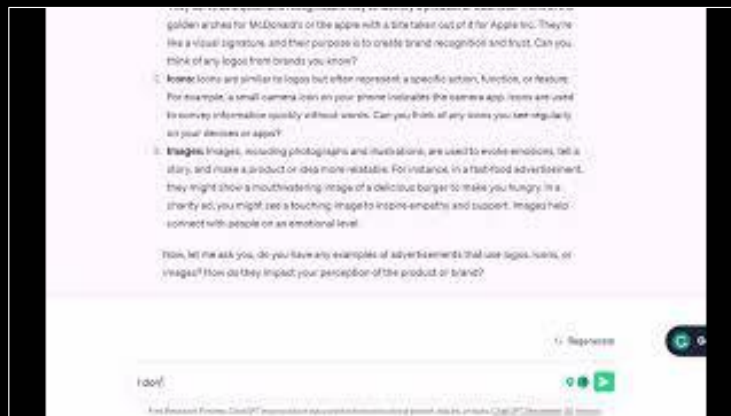 golden arches for McDonald's or the apple with a bite taken out of it for Apple Inc. They're
like a visual signature, and their purpose is to create brand recognition and trust. Can you
think of any logos from brands you know?
2. Icons: Icons are similar to logos but often represent a specific action, function, or feature.
For example, a small camera icon on your phone indicates the camera app. Icons are used
to convey information quickly without words. Can you think of any icons you see regularly
on your devices or apps?
3. Images: Images, including photographs and illustrations, are used to evoke emotions, tell a
story, and make a product or idea more relatable. For instance, in a fast-food advertisement,
they might show a mouthwatering image of a delicious burger to make you hungry. In a
charity ad, you might see a touching image to inspire empathy and support. Images help
connect with people on an emotional level.
Now, let me ask you, do you have any examples of advertisements that use logos, icons, or
images? How do they impact your perception of the product or brand?
Regenerate
I don'